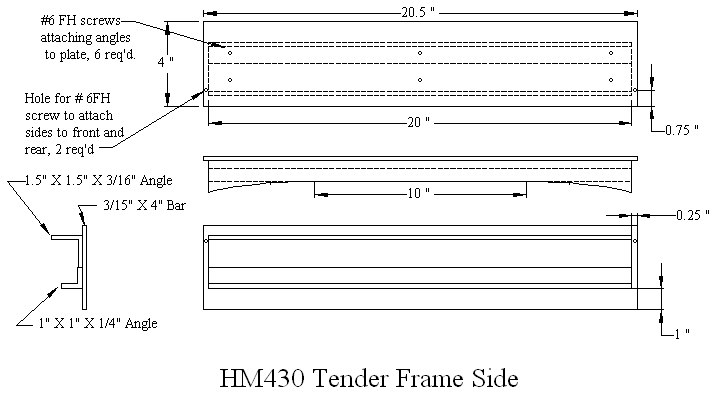 #6 FH screws
attaching angles
to plate, 6 req'd.
20.5 "
4 "
Hole for # 6FH
screw to attach
sides to front and
rear, 2 req'd
20 "
0.75 "
1.5" X 1.5" X 3/16" Angle
3/15" X 4" Bar
10 "
0.25 "
1" X 1" X 1/4" Angle
1 "
HM430 Tender Frame Side